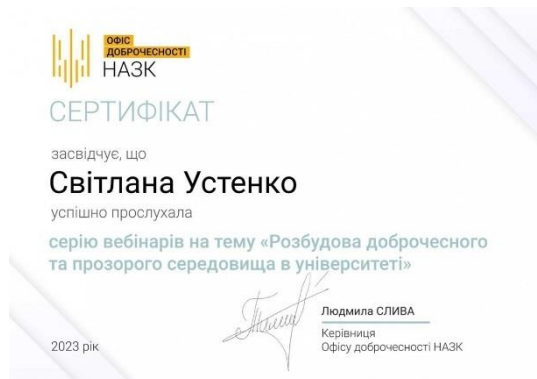 ОФІС
ДОБРОЧЕСНОСТІ
НАЗК
СЕРТИФІКАТ
засвідчує, що
Світлана Устенко
успішно прослухала
серію вебінарів на тему «Розбудова доброчесного
та прозорого середовища в університеті»
Людмила СЛИВА
Керівниця
Офісу доброчесності НАЗК
2023 рік